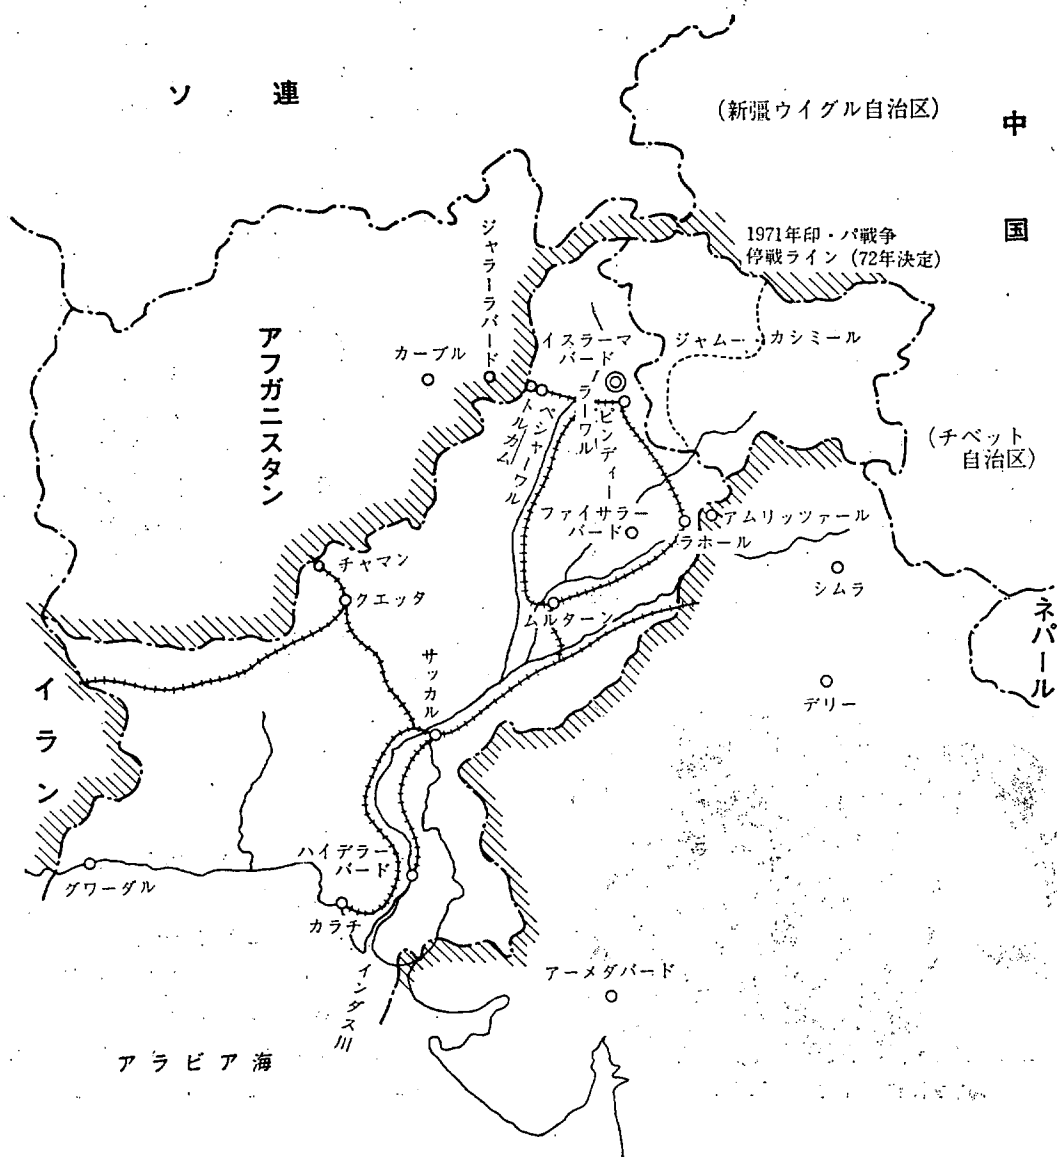 ソ連
(新彊ウイグル自治区)
中国
1971年印・パ戦争
停戦ライン (72年決定)
ジャラーラバード
アフガニスタン
カーブル
イスラーマ
バード
ジャムー・カシミール
ラーワル
ピンディー
ペシャーワル
トルカム
(チベット
自治区)
ファイサラー
バード
アムリッツァール
ラホール
チャマン
クエッタ
シムラ
ムルターン
ネパール
サッカル
イラン
デリー
ハイデラー
バード
グワーダル
カラチ
インダス川
アーメダバード
アラビア海